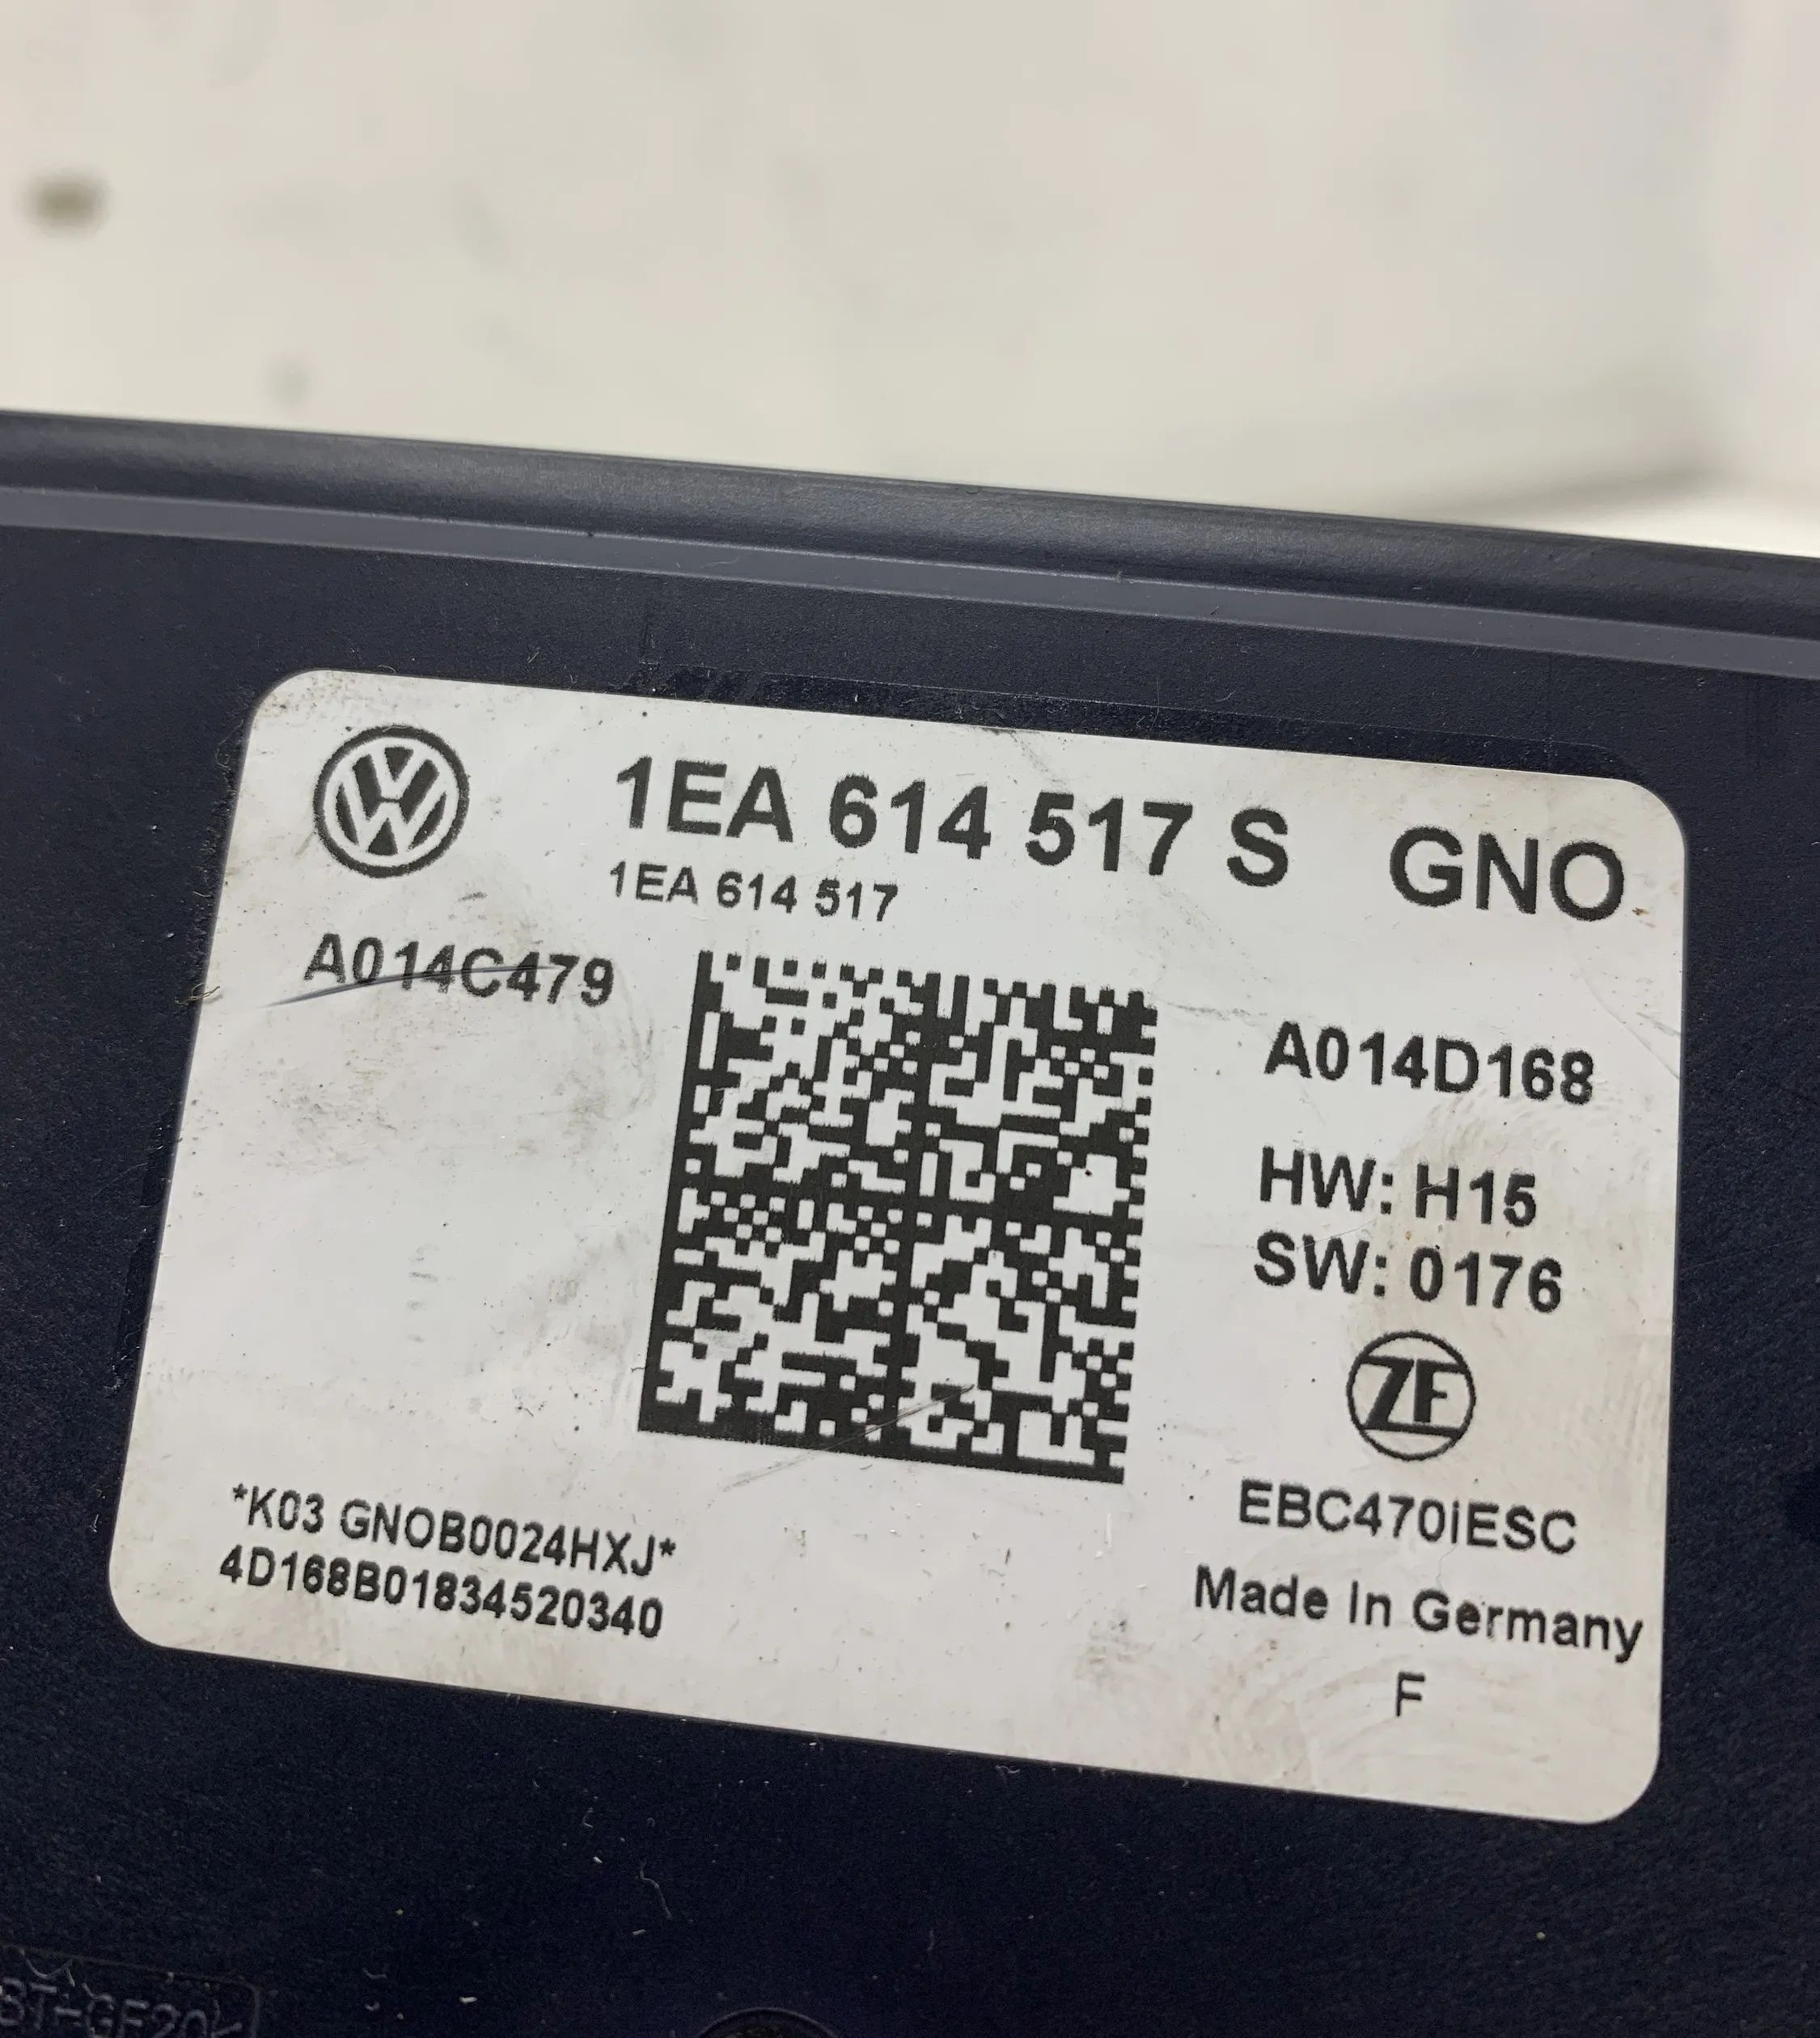 1EA 614 517 S GNO
1EA 614 517
A014C479
A014D168
HW: H15
SW: 0176
ZF
EBC470iESC
Made In Germany
F
*K03 GNOB0024HXJ*
4D168B01834520340